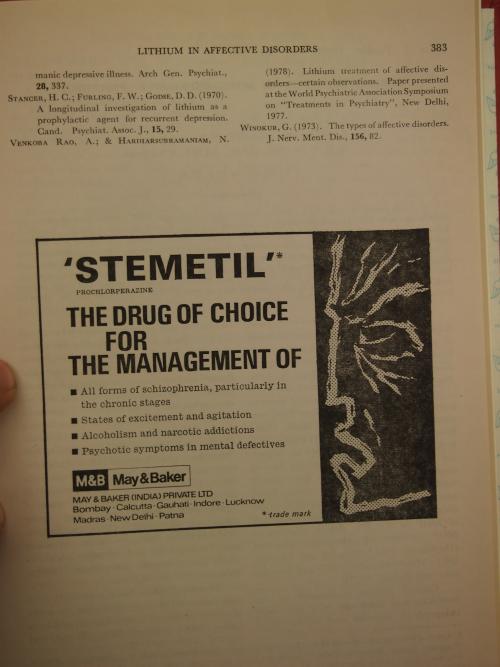 LITHIUM IN AFFECTIVE DISORDERS 383
manic depressive illness. Arch Gen. Psychiat.,
28, 337.
STANCER, H. C.; FURLING, F. W.; GODSE, D. D. (1970).
A longitudinal investigation of lithium as a
prophylactic agent for recurrent depression.
Cand. Psychiat. Assoc. J., 15, 29.
VENKOBA RAO, A.; & HARIHARSUBRAMANIAM, N.
(1978). Lithium treatment of affective dis-
orders—certain observations. Paper presented
at the World Psychiatric Association Symposium
on "Treatments in Psychiatry", New Delhi,
1977.
WINOKUR, G. (1973). The types of affective disorders.
J. Nerv. Ment. Dis., 156, 82.
'STEMETIL'*
PROCHLORPERAZINE
THE DRUG OF CHOICE
FOR
THE MANAGEMENT OF
■ All forms of schizophrenia, particularly in
the chronic stages
■ States of excitement and agitation
■ Alcoholism and narcotic addictions
■ Psychotic symptoms in mental defectives
M&B May&Baker
MAY & BAKER (INDIA) PRIVATE LTD
Bombay · Calcutta · Gauhati · Indore · Lucknow
Madras · New Delhi · Patna
*trade mark